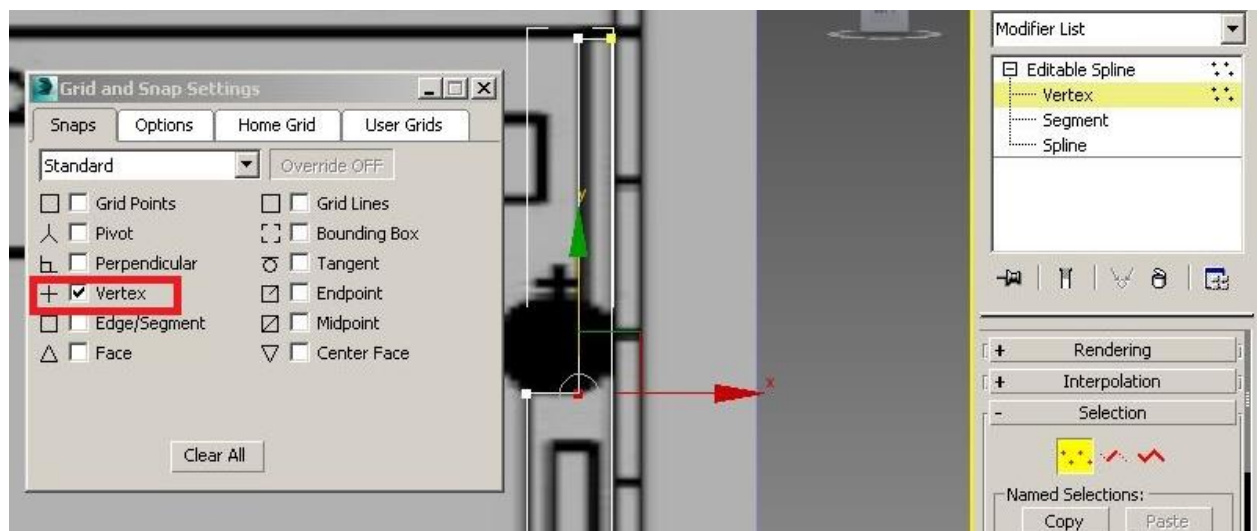 Grid and Snap Settings
Snaps Options Home Grid User Grids
Standard Override OFF
Grid Points Grid Lines
Pivot Bounding Box
Perpendicular Tangent
Vertex Endpoint
Edge/Segment Midpoint
Face Center Face
Clear All
y
x
Modifier List
Editable Spline
Vertex
Segment
Spline
+ Rendering
+ Interpolation
- Selection
Named Selections:
Copy Paste